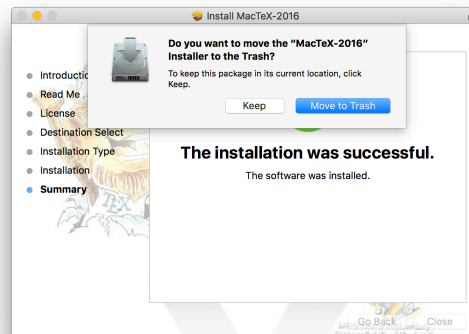 Install MacTeX-2016
Do you want to move the “MacTeX-2016”
Installer to the Trash?
To keep this package in its current location, click
Keep.
Keep
Move to Trash
Introductio
Read Me
License
Destination Select
Installation Type
Installation
Summary
The installation was successful.
The software was installed.
TEX
Go Back
Close